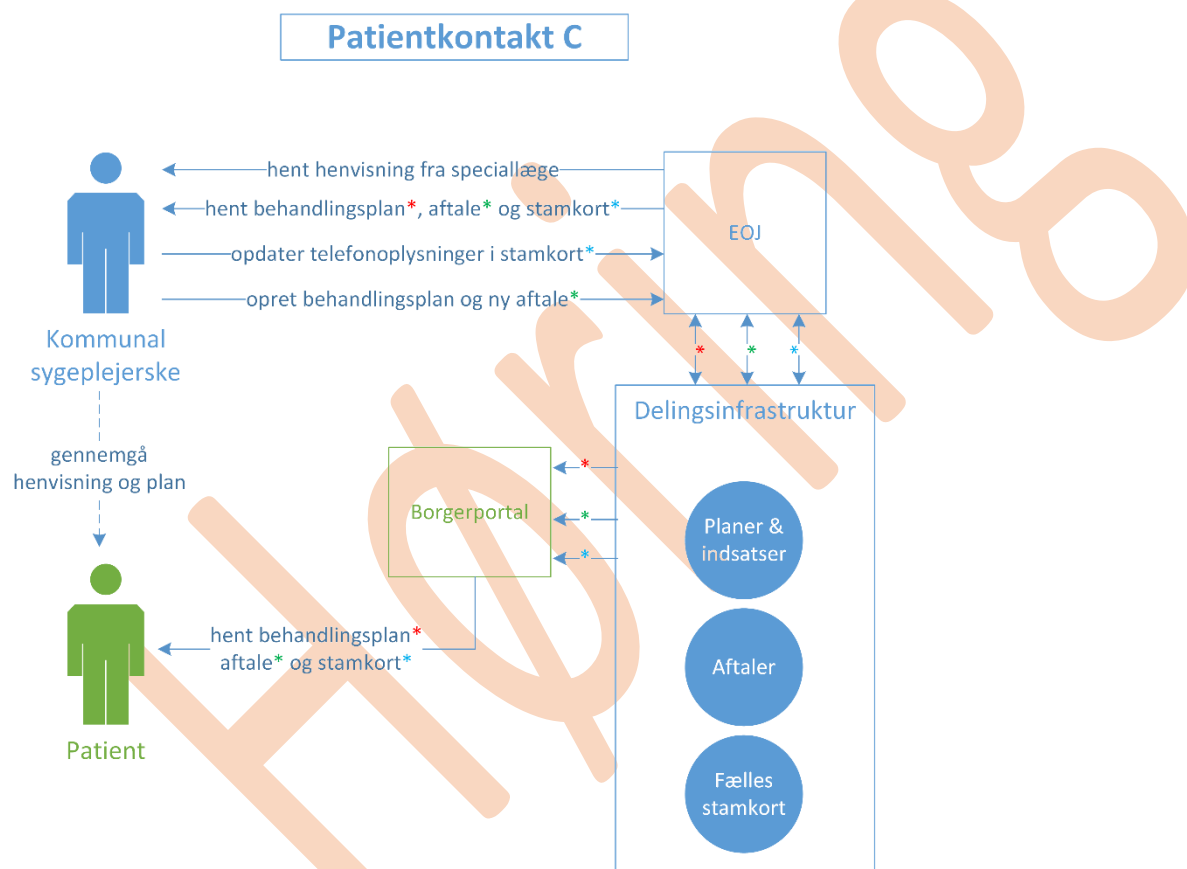 Patientkontakt C
hent henvisning fra speciallæge
hent behandlingsplan*, aftale* og stamkort*
opdater telefonoplysninger i stamkort*
opret behandlingsplan og ny aftale*
EOJ
Kommunal
sygeplejerske
* * *
Delingsinfrastruktur
gennemgå
henvisning og plan
Borgerportal
*
*
*
Planer &
indsatser
Aftaler
Fælles
stamkort
hent behandlingsplan*
aftale* og stamkort*
Patient
Høring